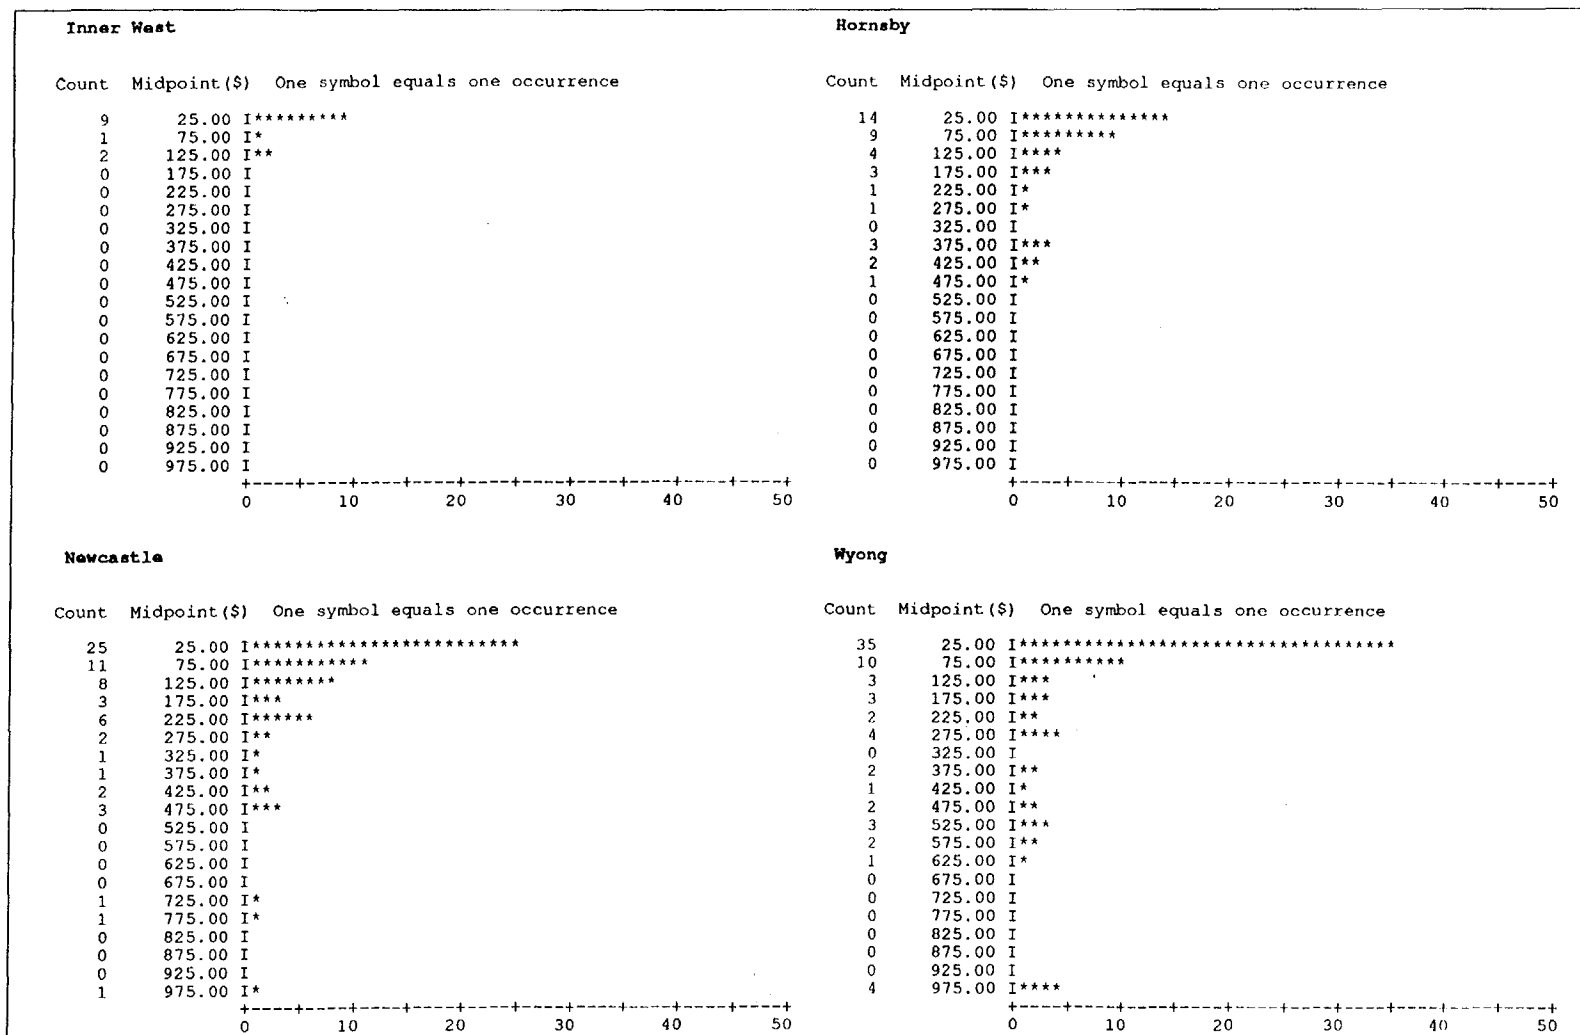 Inner West
Count Midpoint($) One symbol equals one occurrence
9 25.00 I*********
1 75.00 I*
2 125.00 I**
0 175.00 I
0 225.00 I
0 275.00 I
0 325.00 I
0 375.00 I
0 425.00 I
0 475.00 I
0 525.00 I
0 575.00 I
0 625.00 I
0 675.00 I
0 725.00 I
0 775.00 I
0 825.00 I
0 875.00 I
0 925.00 I
0 975.00 I
+----+----+----+----+----+----+----+----+----+----+
0 10 20 30 40 50
Hornsby
Count Midpoint($) One symbol equals one occurrence
14 25.00 I**************
9 75.00 I*********
4 125.00 I****
3 175.00 I***
1 225.00 I*
1 275.00 I*
0 325.00 I
3 375.00 I***
2 425.00 I**
1 475.00 I*
0 525.00 I
0 575.00 I
0 625.00 I
0 675.00 I
0 725.00 I
0 775.00 I
0 825.00 I
0 875.00 I
0 925.00 I
0 975.00 I
+----+----+----+----+----+----+----+----+----+----+
0 10 20 30 40 50
Newcastle
Count Midpoint($) One symbol equals one occurrence
25 25.00 I*************************
11 75.00 I***********
8 125.00 I********
3 175.00 I***
6 225.00 I******
2 275.00 I**
1 325.00 I*
1 375.00 I*
2 425.00 I**
3 475.00 I***
0 525.00 I
0 575.00 I
0 625.00 I
0 675.00 I
1 725.00 I*
1 775.00 I*
0 825.00 I
0 875.00 I
0 925.00 I
1 975.00 I*
+----+----+----+----+----+----+----+----+----+----+
0 10 20 30 40 50
Wyong
Count Midpoint($) One symbol equals one occurrence
35 25.00 I***********************************
10 75.00 I**********
3 125.00 I***
3 175.00 I***
2 225.00 I**
4 275.00 I****
0 325.00 I
2 375.00 I**
1 425.00 I*
2 475.00 I**
3 525.00 I***
2 575.00 I**
1 625.00 I*
0 675.00 I
0 725.00 I
0 775.00 I
0 825.00 I
0 875.00 I
0 925.00 I
4 975.00 I****
+----+----+----+----+----+----+----+----+----+----+
0 10 20 30 40 50